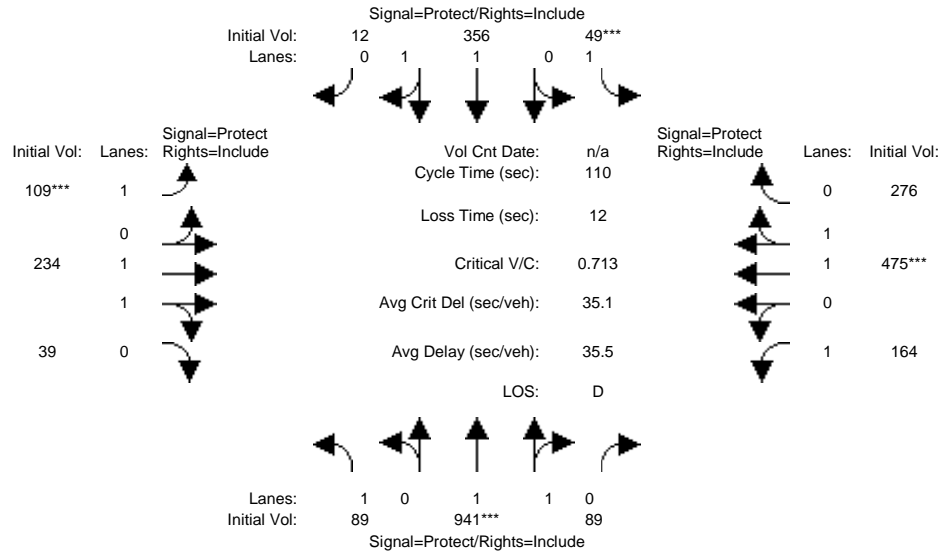 Signal=Protect/Rights=Include
Initial Vol: 12 356 49***
Lanes: 0 1 1 0 1
Signal=Protect Signal=Protect
Initial Vol: Lanes: Rights=Include Vol Cnt Date: n/a Rights=Include Lanes: Initial Vol:
Cycle Time (sec): 110
109*** 1 0 276
Loss Time (sec): 12
0 1
234 1 Critical V/C: 0.713 1 475***
1 Avg Crit Del (sec/veh): 35.1 0
39 0 Avg Delay (sec/veh): 35.5 1 164
LOS: D
Lanes: 1 0 1 1 0
Initial Vol: 89 941*** 89
Signal=Protect/Rights=Include